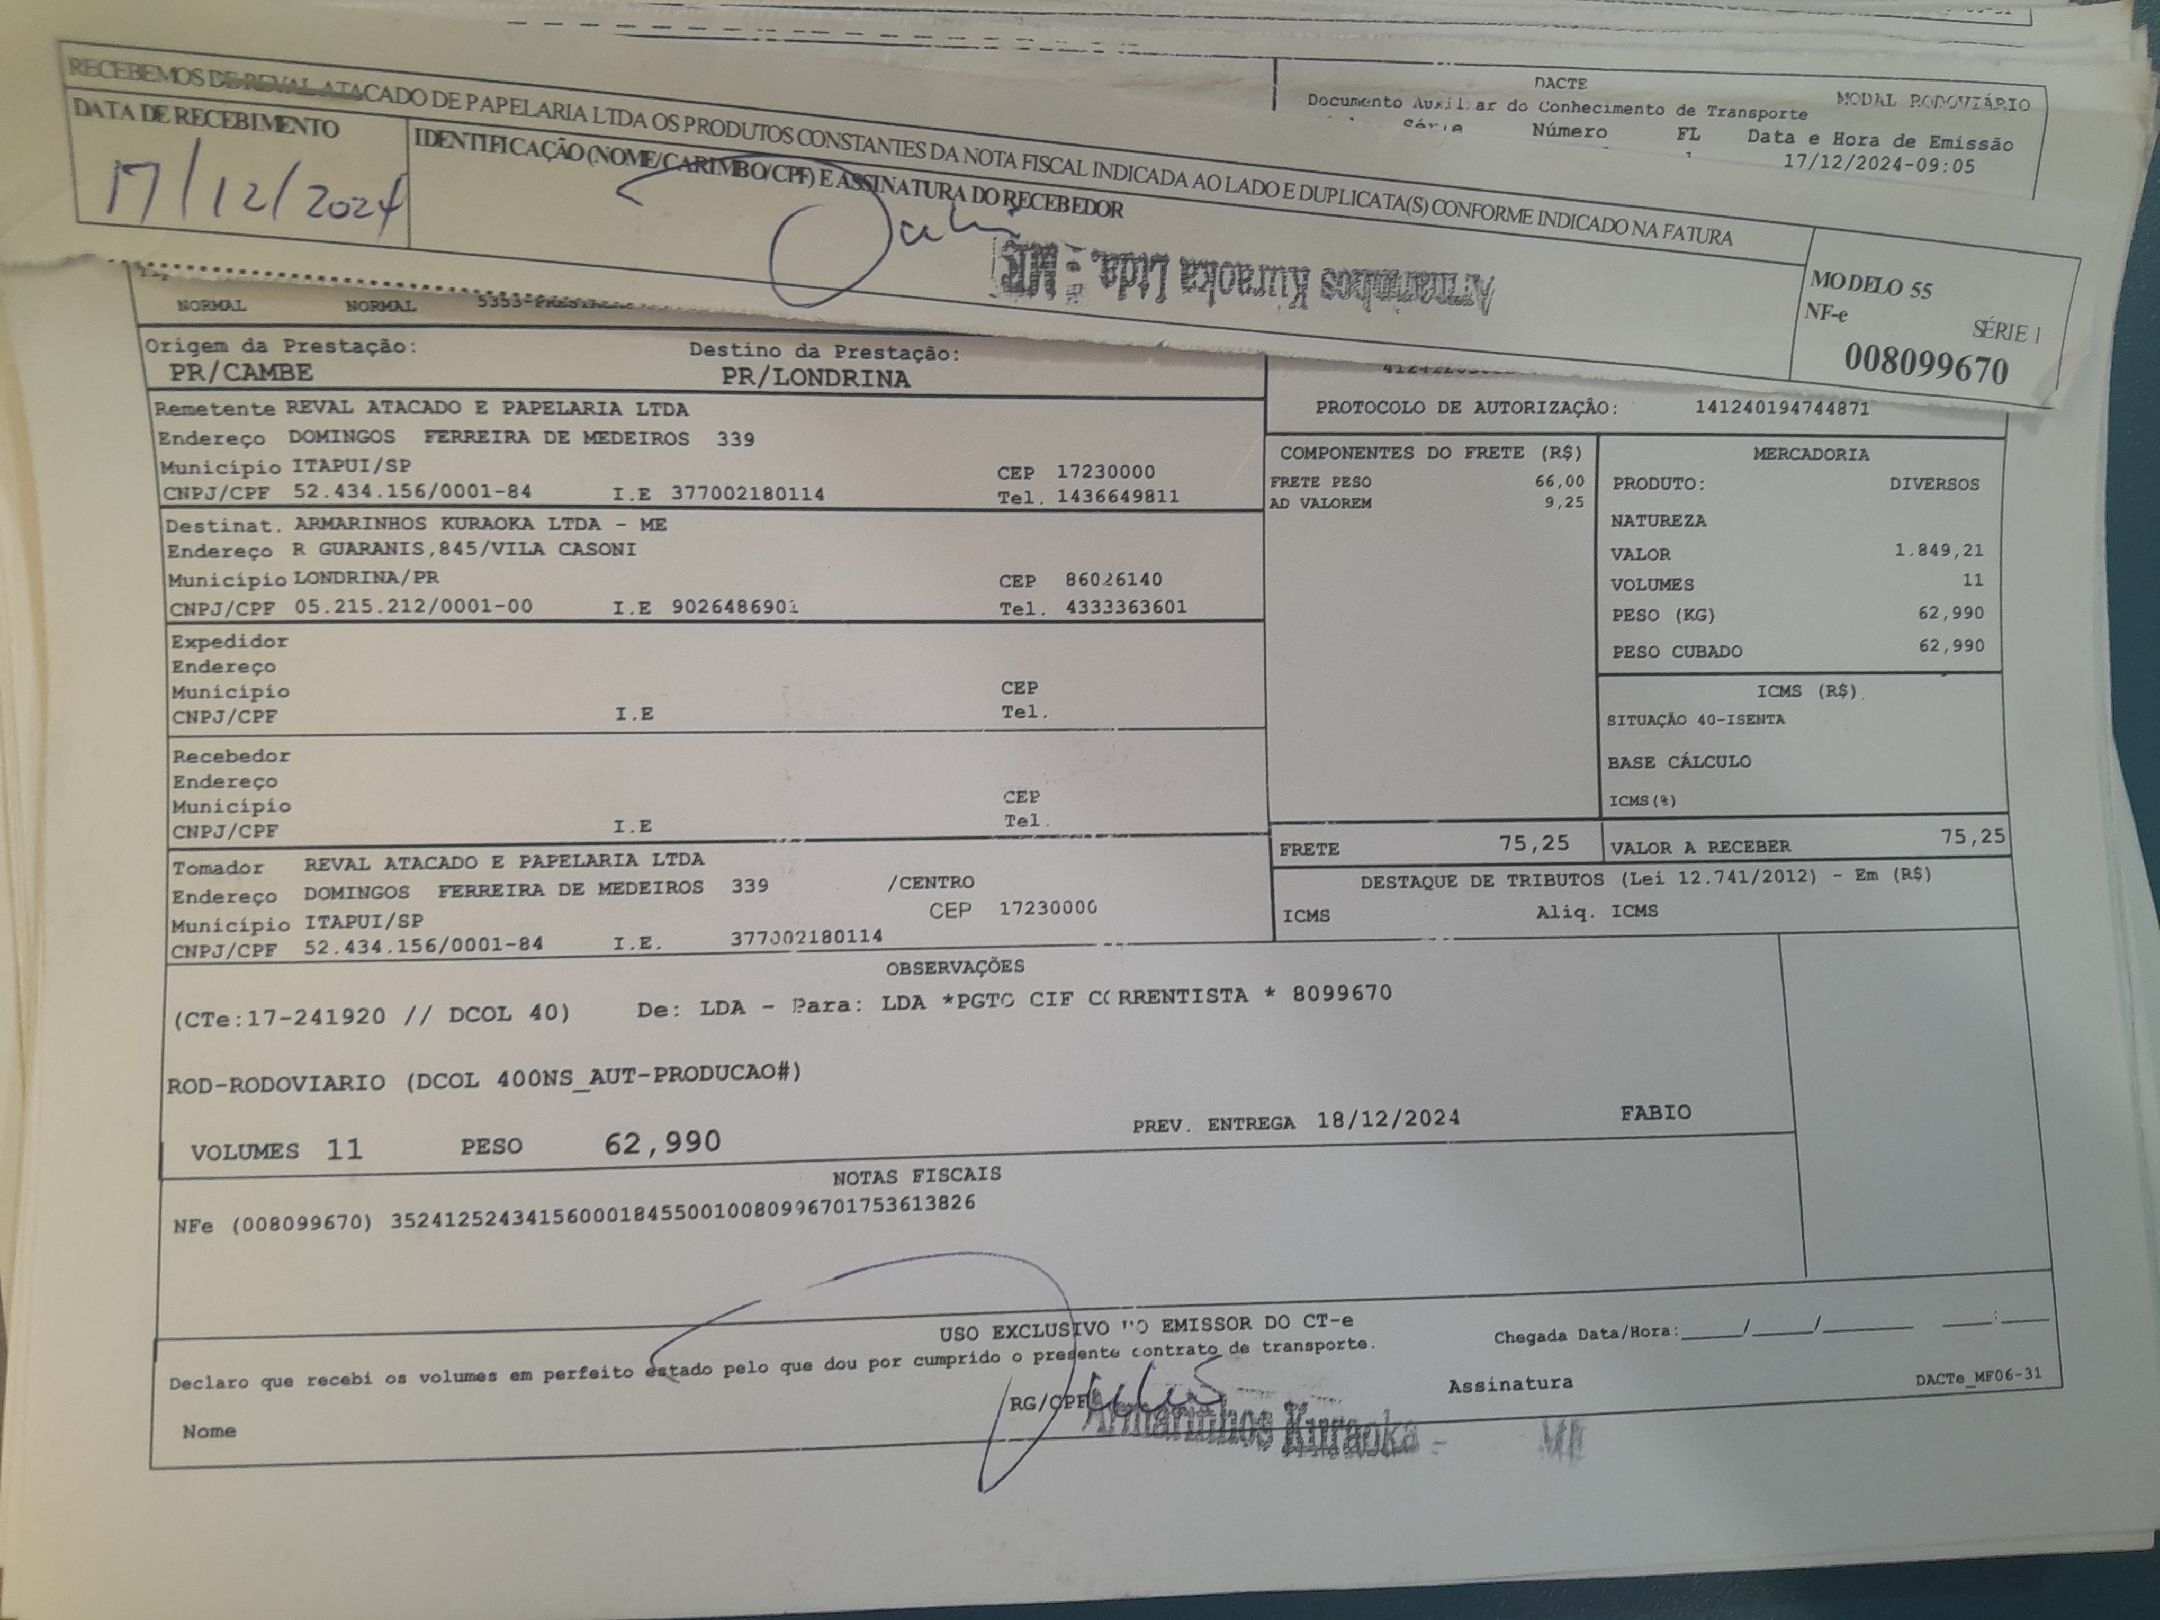 RECEBEMOS DE REVAL ATACADO DE PAPELARIA LTDA OS PRODUTOS CONSTANTES DA NOTA FISCAL INDICADA AO LADO E DUPLICATA(S) CONFORME INDICADO NA FATURA
DATA DE RECEBIMENTO
17/12/2024
IDENTIFICAÇÃO (NOME/CARIMBO/CPF) E ASSINATURA DO RECEBEDOR
Armarinhos Kuraoka Ltda. - ME
MODELO 55
NF-e SÉRIE 1
008099670
DACTE
Documento Auxiliar do Conhecimento de Transporte
MODAL RODOVIÁRIO
Série Número FL Data e Hora de Emissão
17/12/2024-09:05
NORMAL NORMAL
Origem da Prestação: Destino da Prestação:
PR/CAMBE PR/LONDRINA
PROTOCOLO DE AUTORIZAÇÂO: 141240194744871
Remetente REVAL ATACADO E PAPELARIA LTDA
Endereço DOMINGOS FERREIRA DE MEDEIROS 339
Município ITAPUI/SP CEP 17230000
CNPJ/CPF 52.434.156/0001-84 I.E 377002180114 Tel. 1436649811
Destinat. ARMARINHOS KURAOKA LTDA - ME
Endereço R GUARANIS,845/VILA CASONI
Município LONDRINA/PR CEP 86026140
CNPJ/CPF 05.215.212/0001-00 I.E 9026486901 Tel. 4333363601
Expedidor
Endereço
Município CEP
CNPJ/CPF I.E Tel.
Recebedor
Endereço
Município CEP
CNPJ/CPF I.E Tel.
Tomador REVAL ATACADO E PAPELARIA LTDA
Endereço DOMINGOS FERREIRA DE MEDEIROS 339 /CENTRO
Município ITAPUI/SP CEP 17230000
CNPJ/CPF 52.434.156/0001-84 I.E. 377002180114
COMPONENTES DO FRETE (R$)
FRETE PESO 66,00
AD VALOREM 9,25
MERCADORIA
PRODUTO: DIVERSOS
NATUREZA
VALOR 1.849,21
VOLUMES 11
PESO (KG) 62,990
PESO CUBADO 62,990
ICMS (R$)
SITUAÇÃO 40-ISENTA
BASE CÁLCULO
ICMS(%)
FRETE 75,25 VALOR A RECEBER 75,25
DESTAQUE DE TRIBUTOS (Lei 12.741/2012) - Em (R$)
ICMS Aliq. ICMS
OBSERVAÇÕES
(CTe:17-241920 // DCOL 40) De: LDA - Para: LDA *PGTO CIF CORRENTISTA * 8099670
ROD-RODOVIARIO (DCOL 400NS_AUT-PRODUCAO#)
VOLUMES 11 PESO 62,990 PREV. ENTREGA 18/12/2024 FABIO
NOTAS FISCAIS
NFe (008099670) 35241252434156000184550010080996701753613826
USO EXCLUSIVO DO EMISSOR DO CT-e
Declaro que recebi os volumes em perfeito estado pelo que dou por cumprido o presente contrato de transporte.
Chegada Data/Hora:_____/_____/________ ____:____
Nome RG/CPF Assinatura
DACTe_MF06-31
Armarinhos Kuraoka - ME